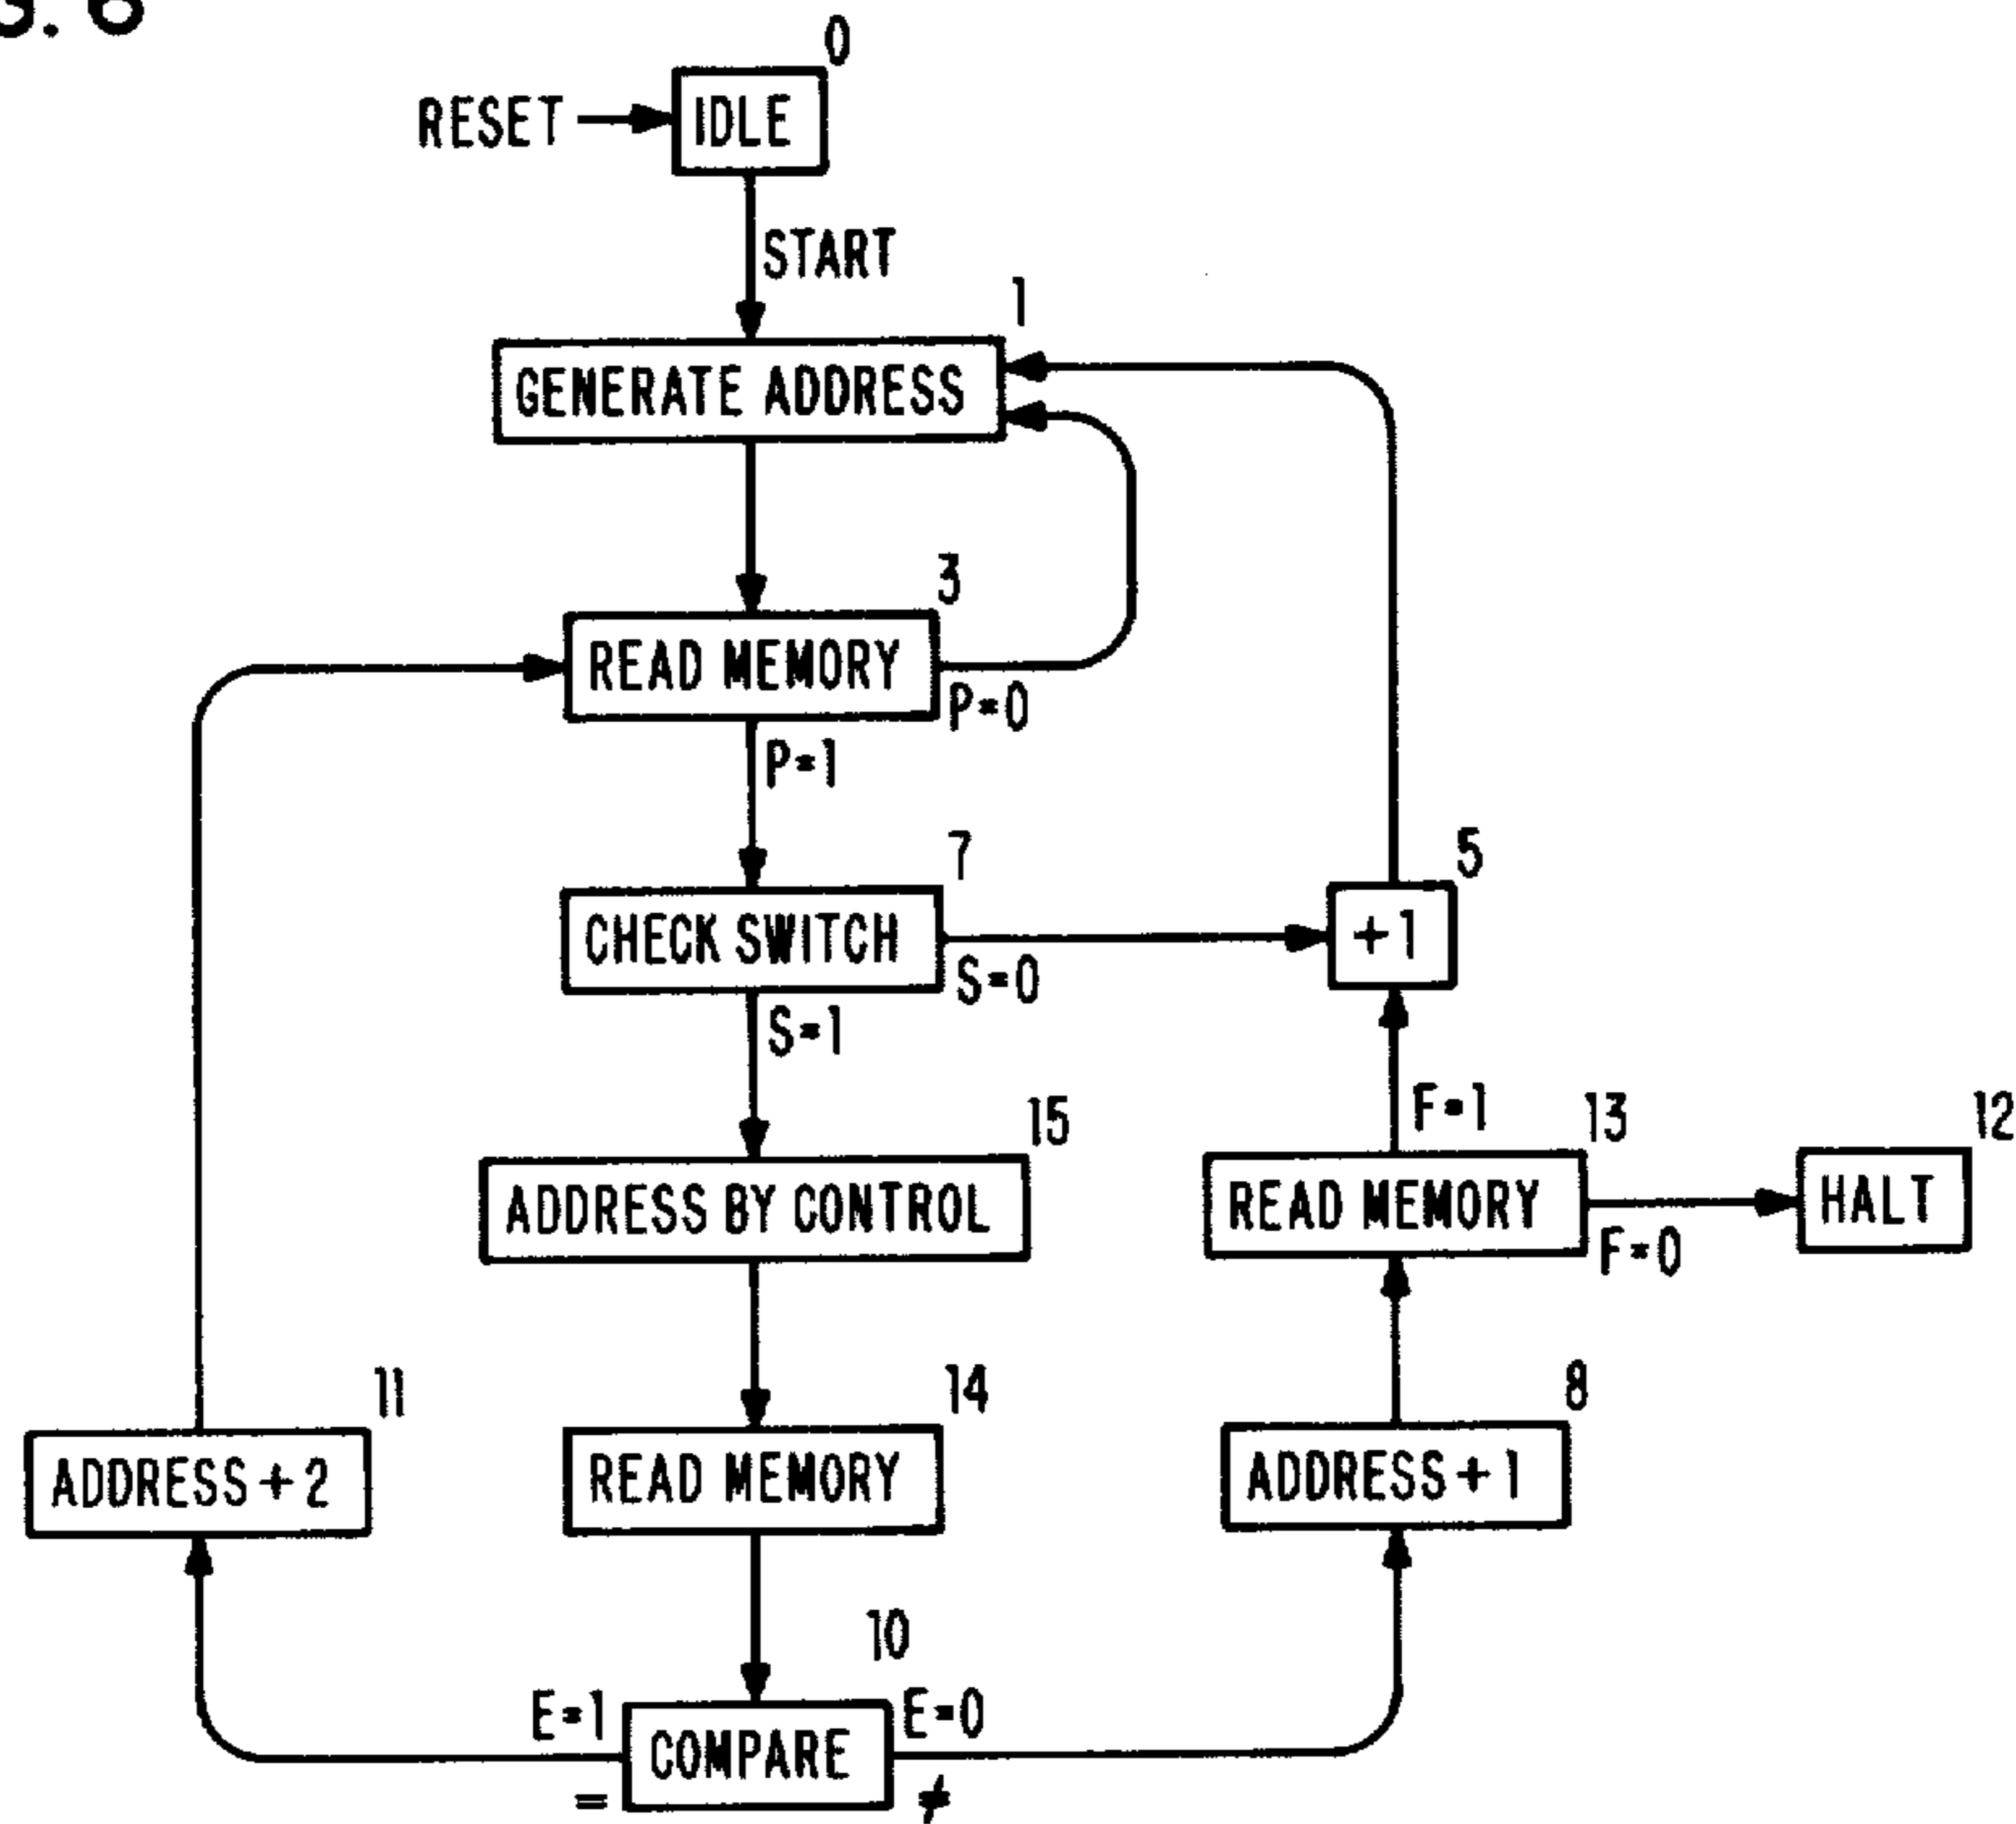 3. 6
0
RESET
IDLE
START
1
GENERATE ADDRESS
3
READ MEMORY
P=0
P=1
7
5
CHECK SWITCH
+1
S=0
S=1
15
F=1
13
12
ADDRESS BY CONTROL
READ MEMORY
HALT
F=0
11
14
8
ADDRESS + 2
READ MEMORY
ADDRESS + 1
10
E=1
E=0
COMPARE
=
≠